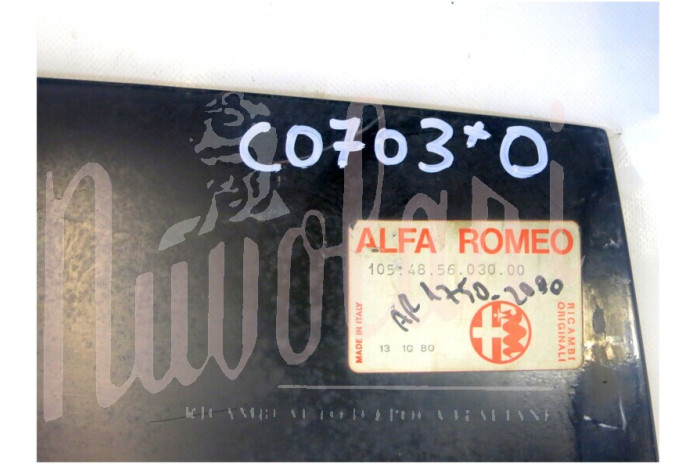 C0703*0
ALFA ROMEO
105.48.56.030.00
AR 1750-2000
MADE IN ITALY
RICAMBI
ORIGINALI
13 10 80
Nuvolari